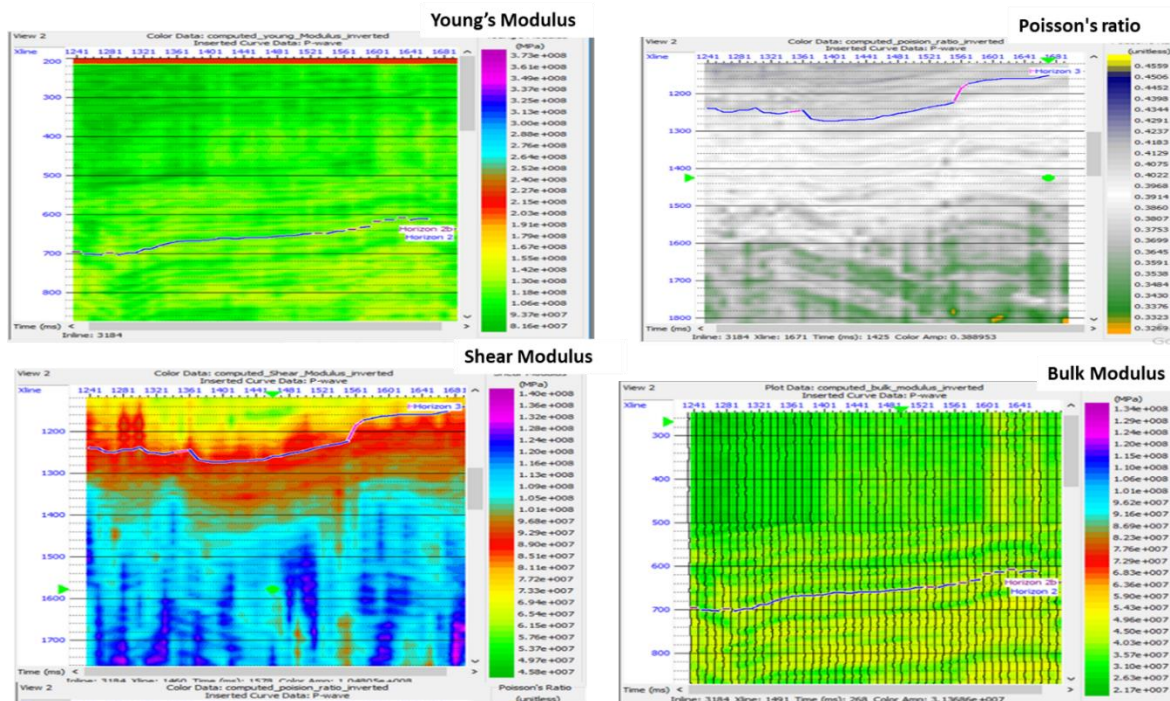 Young's Modulus
View 2
Color Data: computed_young_Modulus_inverted
Inserted Curve Data: P-wave
Xline 1241 1281 1321 1361 1401 1441 1481 1521 1561 1601 1641 1681
(MPa)
200
300
400
500
600
700
800
Horizon 2b
Horizon 2
3.73e+008
3.61e+008
3.49e+008
3.37e+008
3.25e+008
3.13e+008
3.00e+008
2.88e+008
2.76e+008
2.64e+008
2.52e+008
2.40e+008
2.27e+008
2.15e+008
2.03e+008
1.91e+008
1.79e+008
1.67e+008
1.55e+008
1.42e+008
1.30e+008
1.18e+008
1.06e+008
9.37e+007
8.16e+007
Time (ms)
Inline: 3184
Poisson's ratio
View 2
Color Data: computed_poision_ratio_inverted
Inserted Curve Data: P-wave
Xline 1241 1281 1321 1361 1401 1441 1481 1521 1561 1601 1641 1681
(unitless)
Horizon 3
1200
1300
1400
1500
1600
1700
1800
0.4559
0.4506
0.4452
0.4398
0.4344
0.4291
0.4237
0.4183
0.4129
0.4075
0.4022
0.3968
0.3914
0.3860
0.3806
0.3753
0.3699
0.3645
0.3591
0.3538
0.3484
0.3430
0.3376
0.3323
0.3269
Time (ms)
Inline: 3184 Xline: 1671 Time (ms): 1425 Color Amp: 0.388953
Shear Modulus
View 2
Color Data: computed_Shear_Modulus_inverted
Inserted Curve Data: P-wave
Xline 1241 1281 1321 1361 1401 1441 1481 1521 1561 1601 1641 1681
(MPa)
Horizon 3
1200
1300
1400
1500
1600
1700
1.40e+008
1.36e+008
1.32e+008
1.28e+008
1.24e+008
1.20e+008
1.16e+008
1.13e+008
1.09e+008
1.05e+008
1.01e+008
9.68e+007
9.29e+007
8.90e+007
8.51e+007
8.11e+007
7.72e+007
7.33e+007
6.94e+007
6.54e+007
6.15e+007
5.76e+007
5.37e+007
4.97e+007
4.58e+007
Time (ms)
Inline: 3184 Xline: 1460 Time (ms): 1578 Color Amp: 1.04805e+008
View 2
Color Data: computed_poision_ratio_inverted
Inserted Curve Data: P-wave
Poisson's Ratio
(unitless)
Bulk Modulus
View 2
Plot Data: computed_bulk_modulus_inverted
Inserted Curve Data: P-wave
Xline 1241 1281 1321 1361 1401 1441 1481 1521 1561 1601 1641
(MPa)
300
400
500
600
700
800
Horizon 2b
Horizon 2
1.34e+008
1.29e+008
1.24e+008
1.20e+008
1.15e+008
1.10e+008
1.06e+008
1.01e+008
9.62e+007
9.16e+007
8.69e+007
8.23e+007
7.76e+007
7.29e+007
6.83e+007
6.36e+007
5.90e+007
5.43e+007
4.96e+007
4.50e+007
4.03e+007
3.57e+007
3.10e+007
2.63e+007
2.17e+007
Time (ms)
Inline: 3184 Xline: 1491 Time (ms): 268 Color Amp: 3.13686e+007